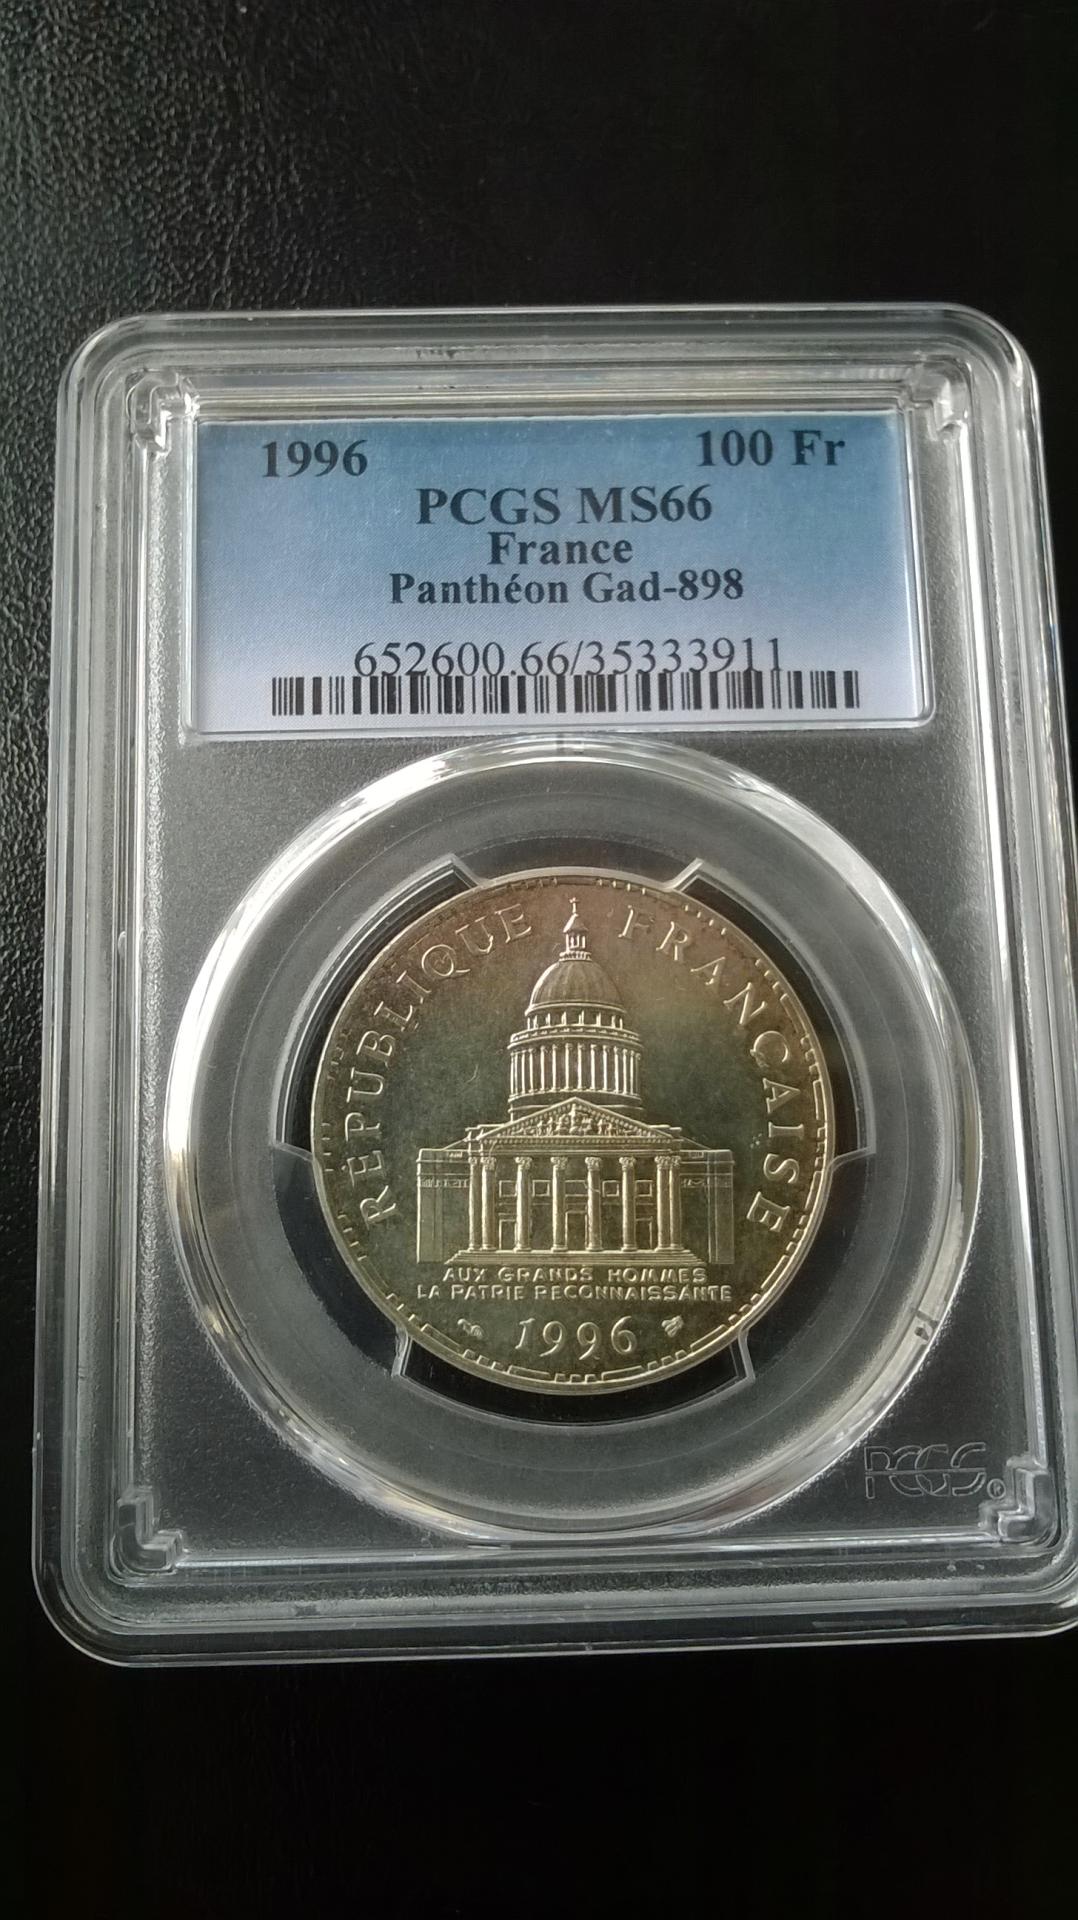 1996 100 Fr
PCGS MS66
France
Panthéon Gad-898
652600.66/35333911
RÉPUBLIQUE FRANÇAISE
AUX GRANDS HOMMES
LA PATRIE RECONNAISSANTE
1996
PCGS®